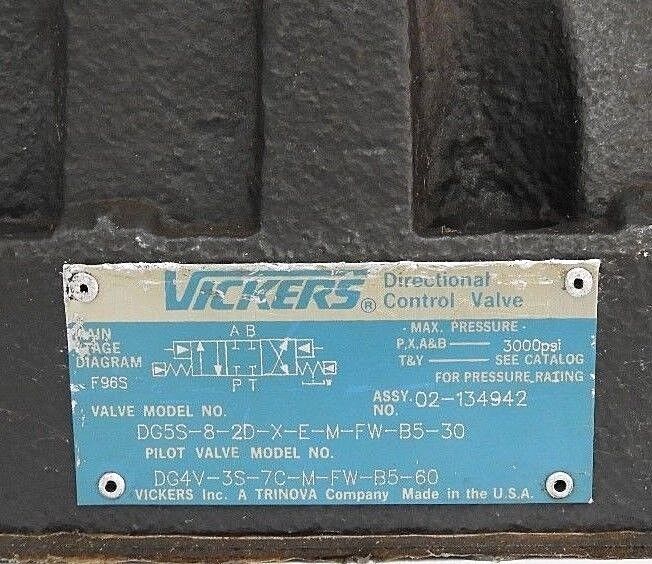 VICKERS® Directional
Control Valve
MAIN
STAGE
DIAGRAM
F96S
A B
P T
- MAX. PRESSURE -
P,X,A&B — 3000psi
T&Y — SEE CATALOG
FOR PRESSURE RATING
ASSY. NO. 02-134942
VALVE MODEL NO.
DG5S-8-2D-X-E-M-FW-B5-30
PILOT VALVE MODEL NO.
DG4V-3S-7C-M-FW-B5-60
VICKERS Inc. A TRINOVA Company Made in the U.S.A.